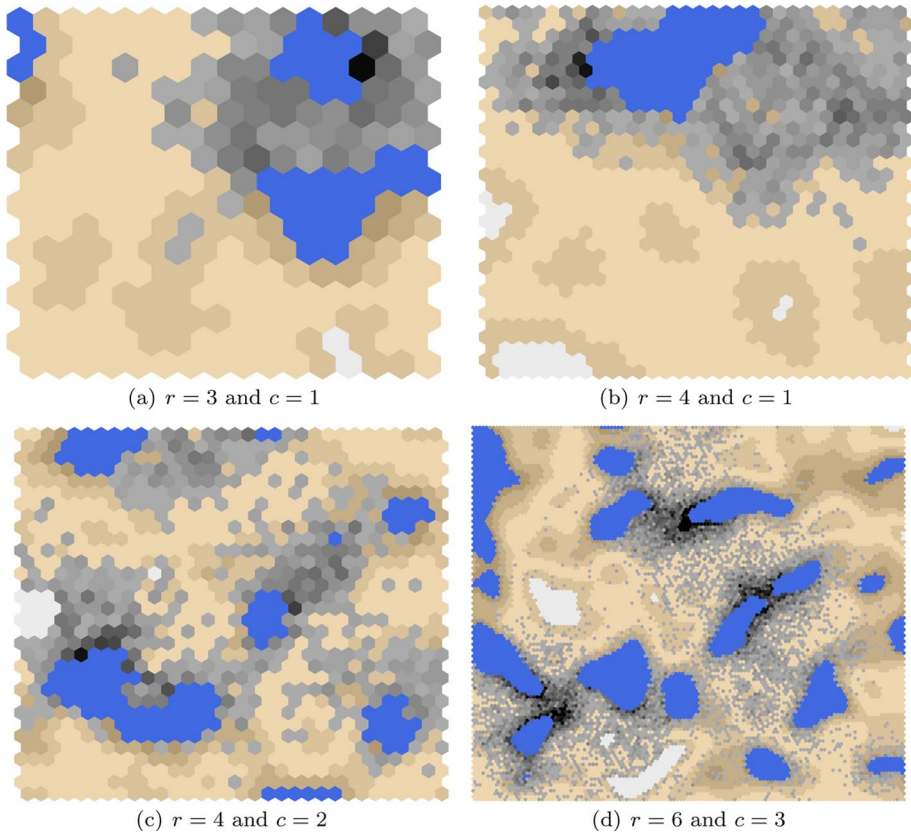 (a) r = 3 and c = 1
(b) r = 4 and c = 1
(c) r = 4 and c = 2
(d) r = 6 and c = 3